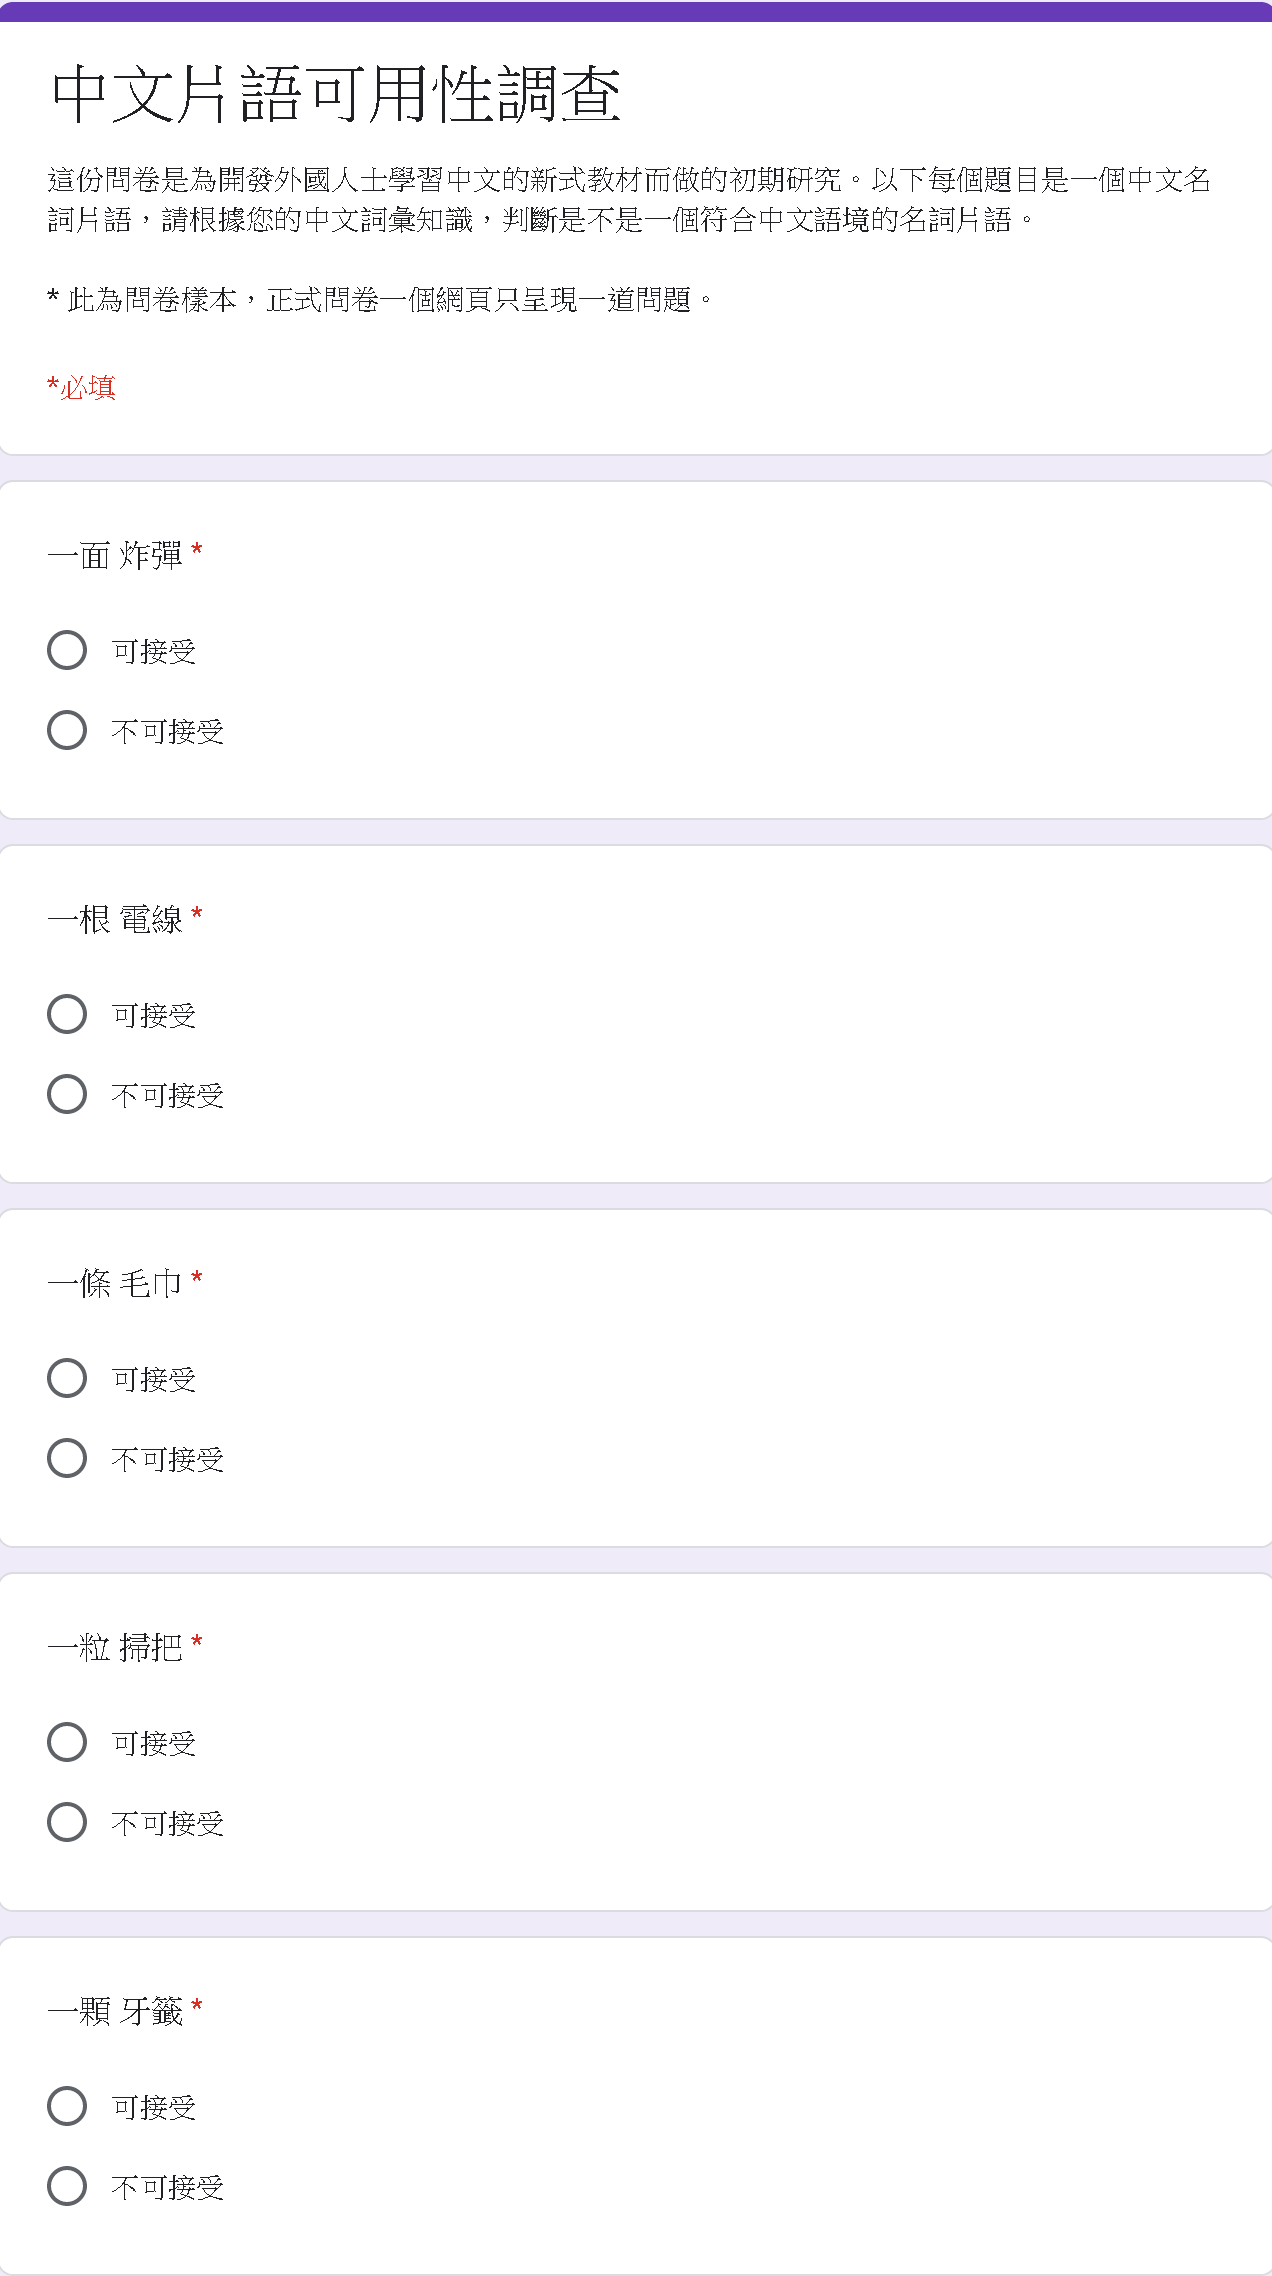 中文片語可用性調查
這份問卷是為開發外國人士學習中文的新式教材而做的初期研究。以下每個題目是一個中文名
詞片語，請根據您的中文詞彙知識，判斷是不是一個符合中文語境的名詞片語。
* 此為問卷樣本，正式問卷一個網頁只呈現一道問題。
*必填
一面 炸彈 *
可接受
不可接受
一根 電線 *
可接受
不可接受
一條 毛巾 *
可接受
不可接受
一粒 掃把 *
可接受
不可接受
一顆 牙籤 *
可接受
不可接受